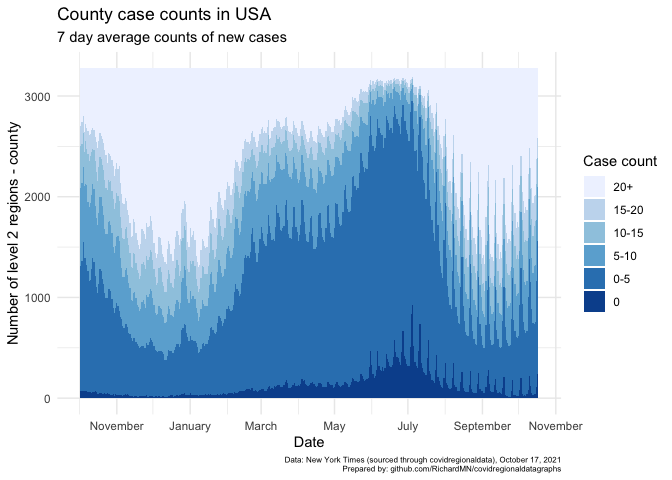 County case counts in USA
7 day average counts of new cases
Number of level 2 regions - county
3000
2000
1000
0
November
January
March
May
July
September
November
Date
Case count
20+
15-20
10-15
5-10
0-5
0
Data: New York Times (sourced through covidregionaldata), October 17, 2021
Prepared by: github.com/RichardMN/covidregionaldatagraphs